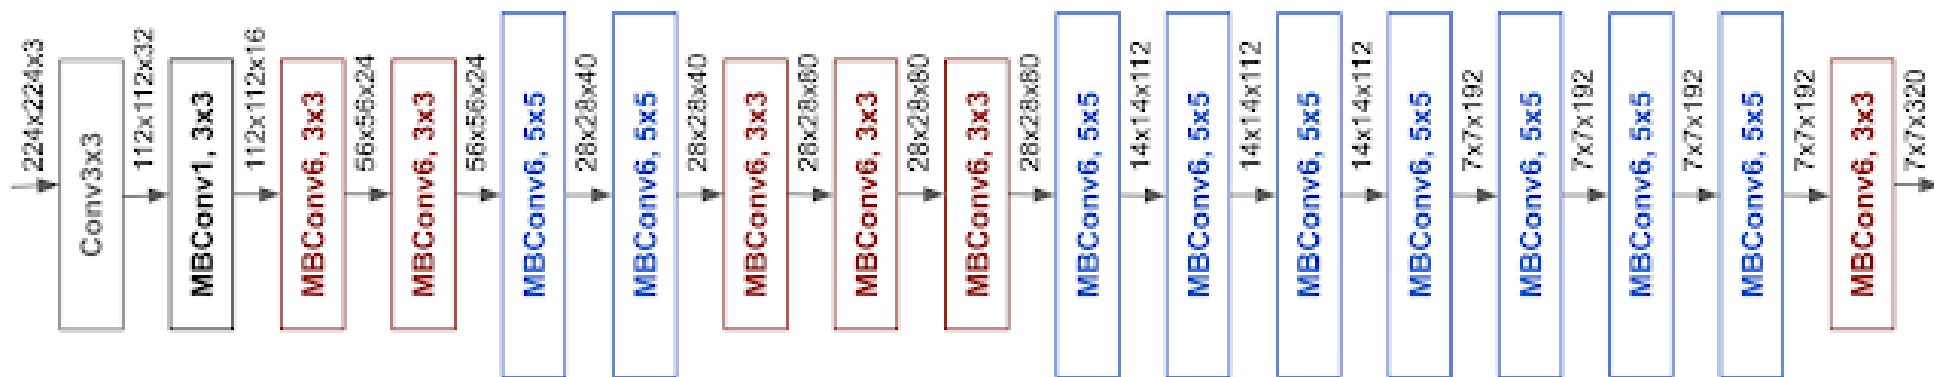 224x224x3
Conv3x3
112x112x32
MBConv1, 3x3
112x112x16
MBConv6, 3x3
56x56x24
MBConv6, 3x3
56x56x24
MBConv6, 5x5
28x28x40
MBConv6, 5x5
28x28x40
MBConv6, 3x3
28x28x80
MBConv6, 3x3
28x28x80
MBConv6, 3x3
28x28x80
MBConv6, 5x5
14x14x112
MBConv6, 5x5
14x14x112
MBConv6, 5x5
14x14x112
MBConv6, 5x5
7x7x192
MBConv6, 5x5
7x7x192
MBConv6, 5x5
7x7x192
MBConv6, 5x5
7x7x192
MBConv6, 3x3
7x7x320